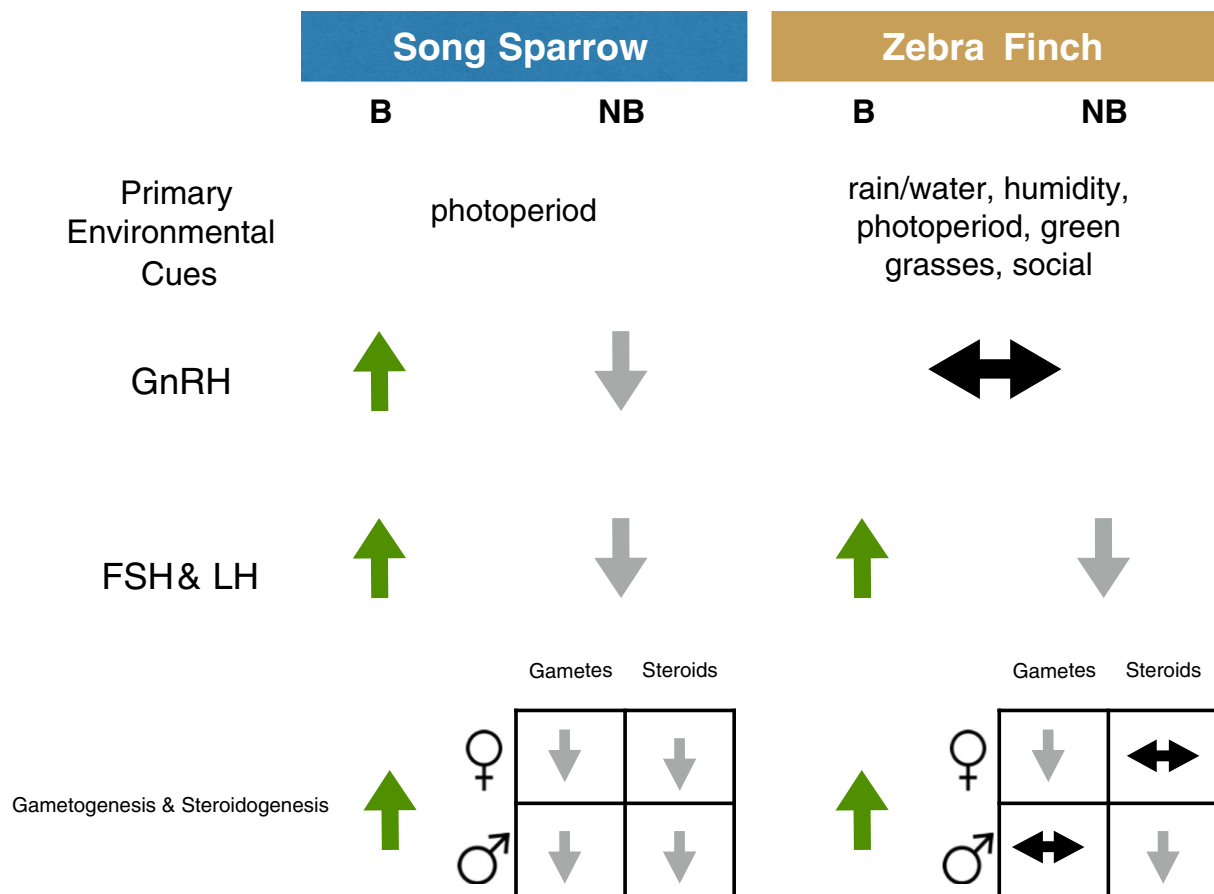 Song Sparrow
Zebra Finch
B
NB
B
NB
Primary
Environmental
Cues
photoperiod
rain/water, humidity,
photoperiod, green
grasses, social
GnRH
FSH & LH
Gametes
Steroids
Gametes
Steroids
♀
♀
Gametogenesis & Steroidogenesis
♂
♂